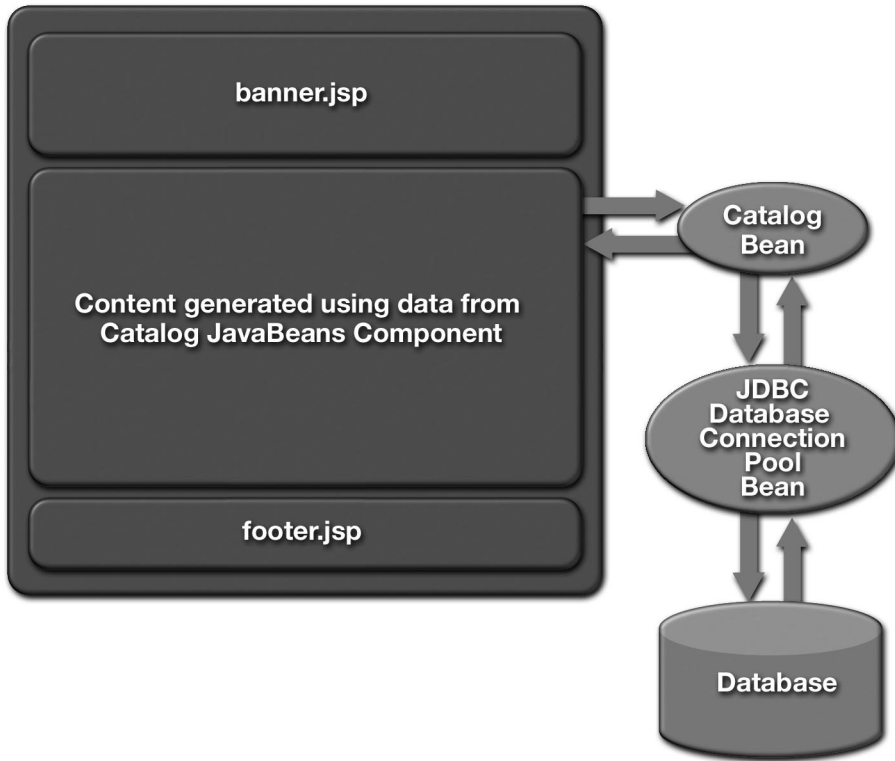 banner.jsp
Content generated using data from
Catalog JavaBeans Component
footer.jsp
Catalog
Bean
JDBC
Database
Connection
Pool
Bean
Database